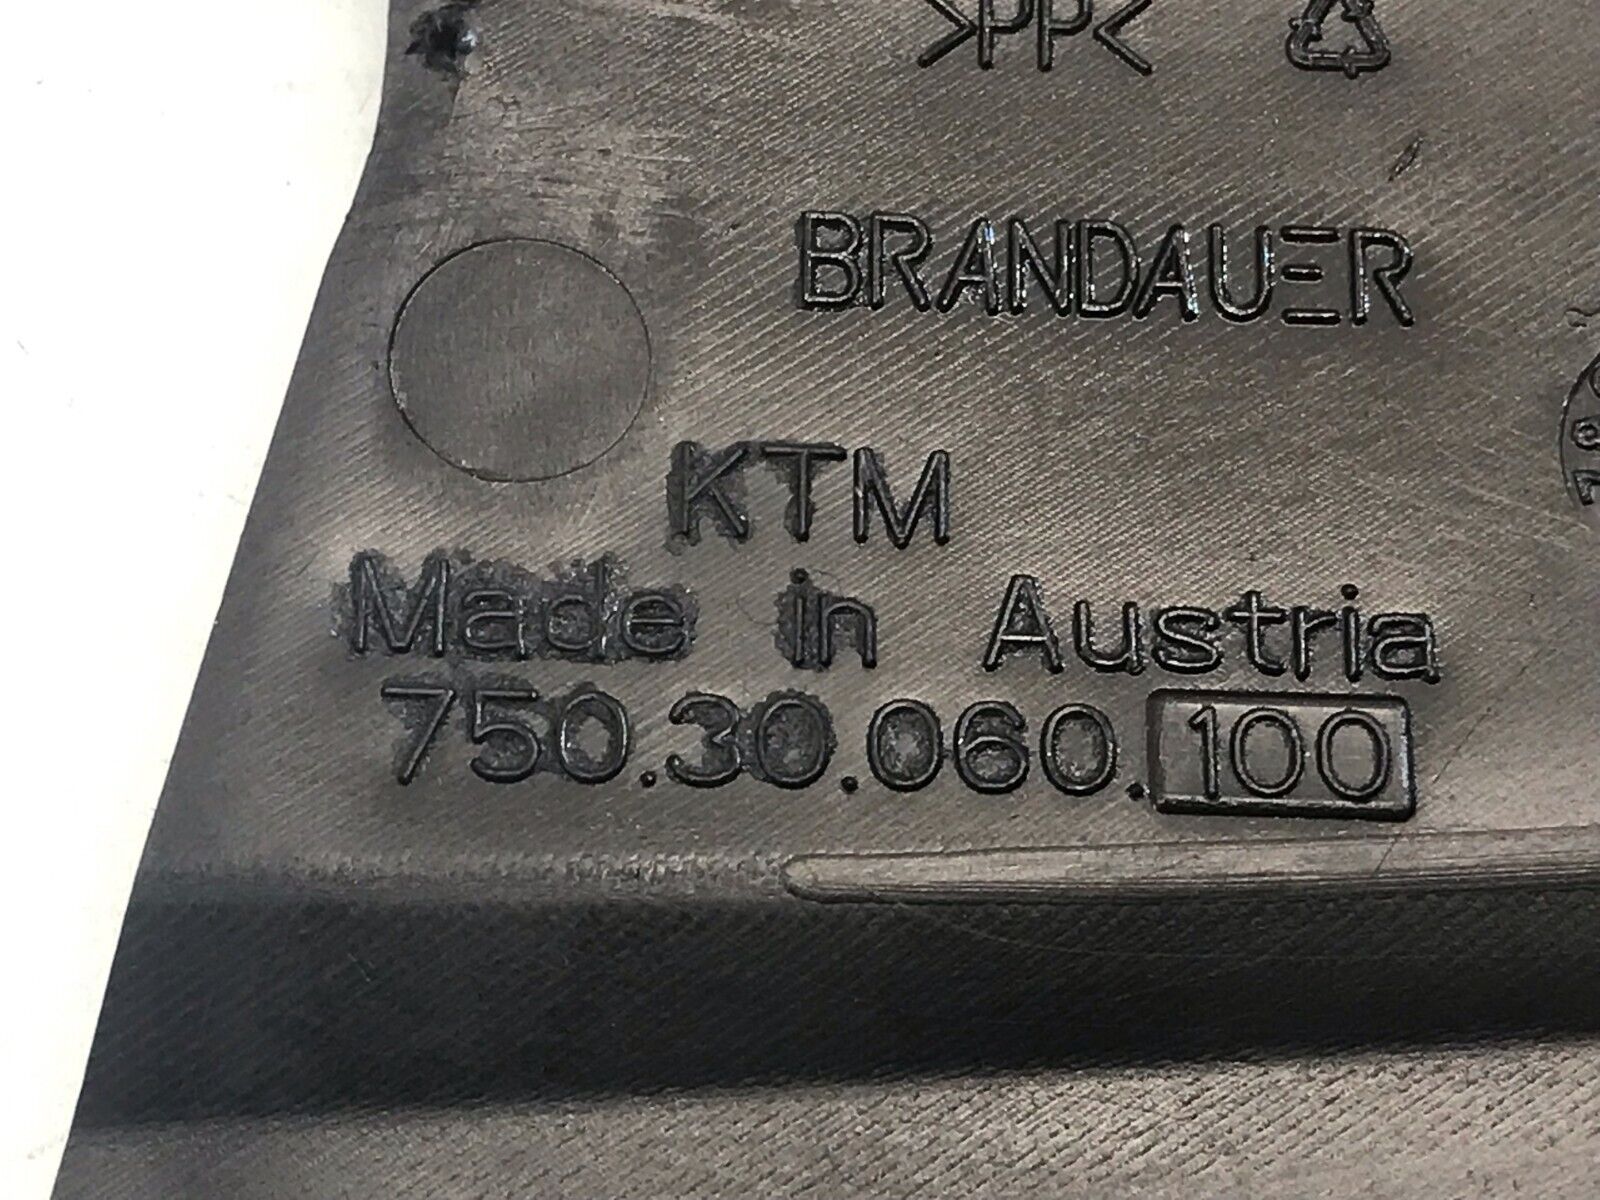 >PP<
BRANDAUER
KTM
Made in Austria
750.30.060.100